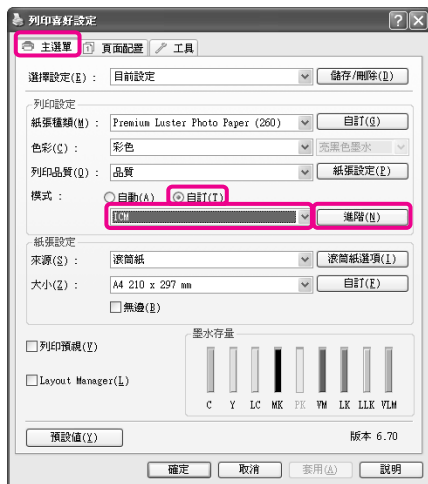 列印喜好設定
主選單 頁面配置 工具
選擇設定(E): 目前設定 儲存/刪除(D)
列印設定
紙張種類(M): Premium Luster Photo Paper (260) 自訂(G)
色彩(C): 彩色 亮黑色墨水
列印品質(Q): 品質 紙張設定(P)
模式: 自動(A) 自訂(T)
ICM 進階(N)
紙張設定
來源(S): 滾筒紙 滾筒紙選項(I)
大小(Z): A4 210 x 297 mm 自訂(F)
無邊(B)
墨水存量
列印預視(V)
Layout Manager(L)
C Y LC MK PK VM LK LLK VLM
預設值(Y) 版本 6.70
確定 取消 套用(A) 說明